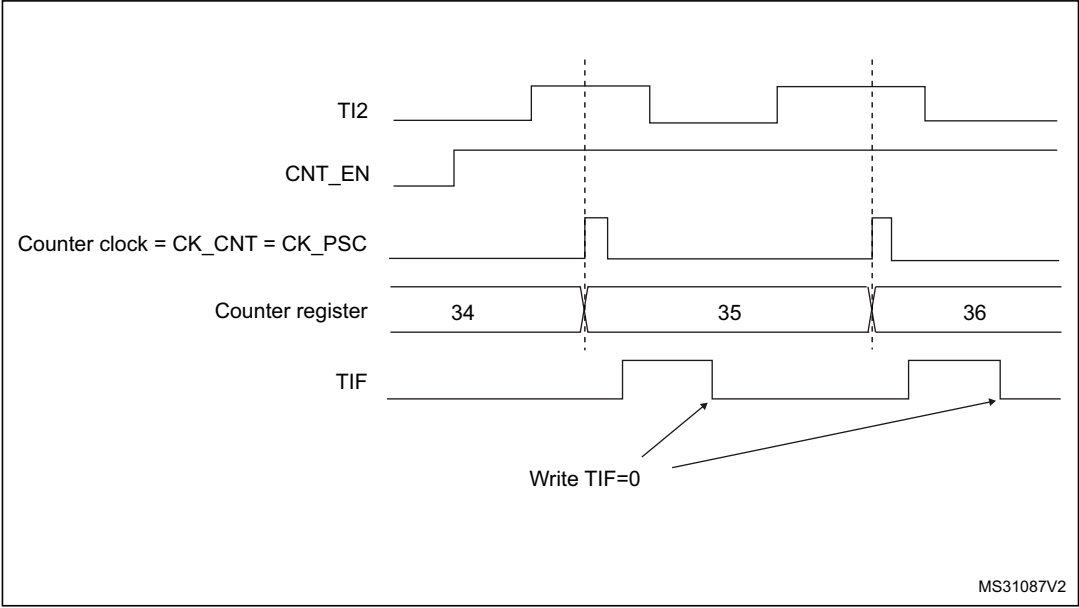 TI2
CNT_EN
Counter clock = CK_CNT = CK_PSC
Counter register
34
35
36
TIF
Write TIF=0
MS31087V2